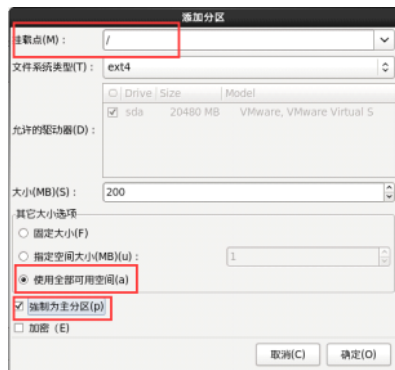 添加分区
挂载点(M)：
/
文件系统类型(T)：
ext4
Drive Size Model
sda 20480 MB VMware, VMware Virtual S
允许的驱动器(D)：
大小(MB)(S)：
200
其它大小选项
固定大小(F)
指定空间大小(MB)(u)：
1
使用全部可用空间(a)
强制为主分区(p)
加密（E)
取消(C)
确定(O)